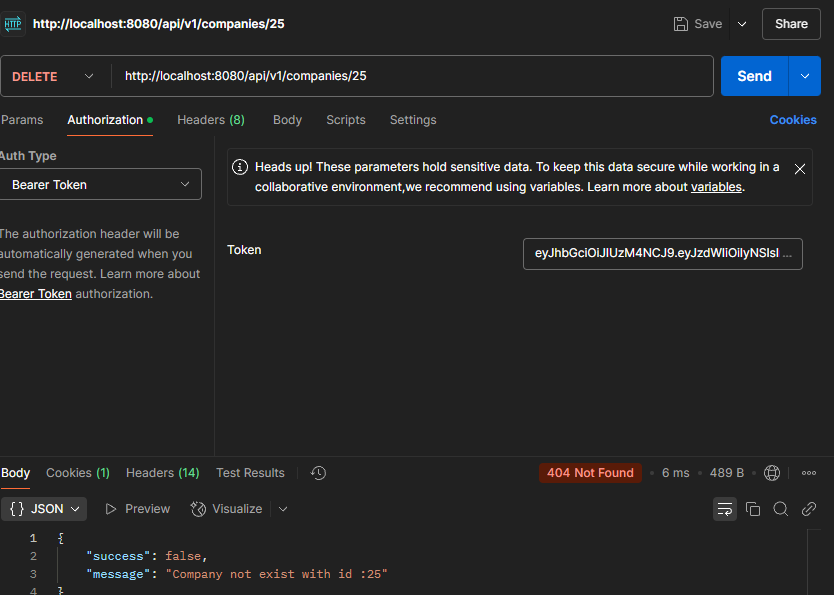 HTTP http://localhost:8080/api/v1/companies/25 Save Share
DELETE http://localhost:8080/api/v1/companies/25 Send
Params Authorization Headers (8) Body Scripts Settings Cookies
Auth Type
Bearer Token
The authorization header will be
automatically generated when you
send the request. Learn more about
Bearer Token authorization.
Heads up! These parameters hold sensitive data. To keep this data secure while working in a
collaborative environment,we recommend using variables. Learn more about variables.
Token eyJhbGciOiJIUzM4NCJ9.eyJzdWIiOiIyNSIsI ...
Body Cookies (1) Headers (14) Test Results 404 Not Found 6 ms 489 B
{} JSON Preview Visualize
1 {
2 "success": false,
3 "message": "Company not exist with id :25"
4 }